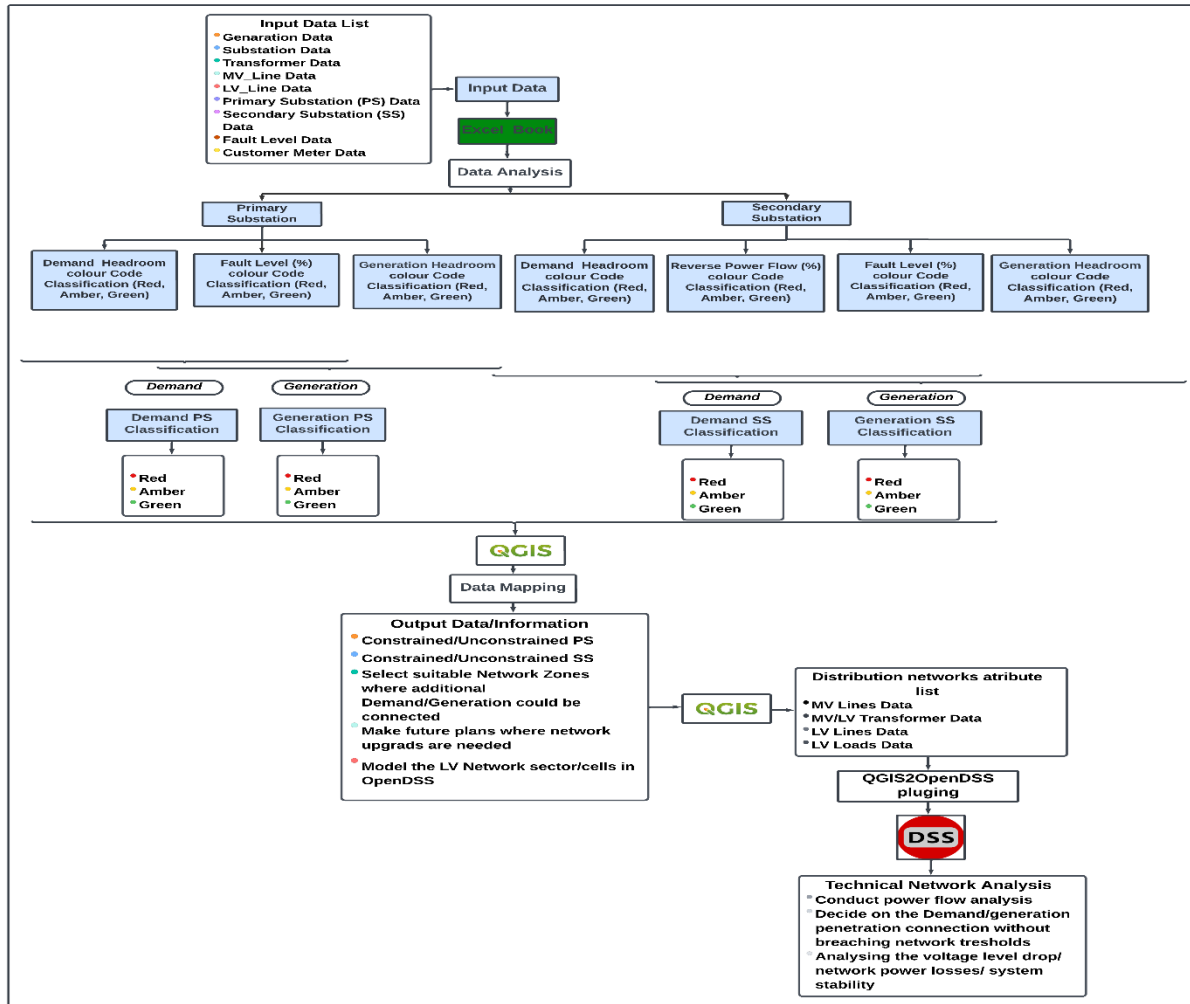 Input Data List
Genaration Data
Substation Data
Transformer Data
MV_Line Data
LV_Line Data
Primary Substation (PS) Data
Secondary Substation (SS)
Data
Fault Level Data
Customer Meter Data
Input Data
Excel Book
Data Analysis
Primary
Substation
Secondary
Substation
Demand Headroom
colour Code
Classification (Red,
Amber, Green)
Fault Level (%)
colour Code
Classification (Red,
Amber, Green)
Generation Headroom
colour Code
Classification (Red,
Amber, Green)
Demand Headroom
colour Code
Classification (Red,
Amber, Green)
Reverse Power Flow (%)
colour Code
Classification (Red,
Amber, Green)
Fault Level (%)
colour Code
Classification (Red,
Amber, Green)
Generation Headroom
colour Code
Classification (Red,
Amber, Green)
Demand
Generation
Demand
Generation
Demand PS
Classification
Generation PS
Classification
Demand SS
Classification
Generation SS
Classification
Red
Amber
Green
Red
Amber
Green
Red
Amber
Green
Red
Amber
Green
QGIS
Data Mapping
Output Data/Information
Constrained/Unconstrained PS
Constrained/Unconstrained SS
Select suitable Network Zones
where additional
Demand/Generation could be
connected
Make future plans where network
upgrads are needed
Model the LV Network sector/cells in
OpenDSS
QGIS
Distribution networks atribute
list
MV Lines Data
MV/LV Transformer Data
LV Lines Data
LV Loads Data
QGIS2OpenDSS
pluging
DSS
Technical Network Analysis
Conduct power flow analysis
Decide on the Demand/generation
penetration connection without
breaching network tresholds
Analysing the voltage level drop/
network power losses/ system
stability